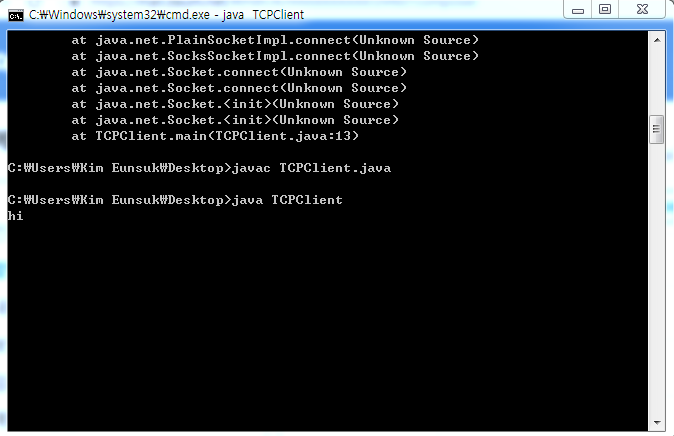 C:₩Windows₩system32₩cmd.exe - java  TCPClient
at java.net.PlainSocketImpl.connect(Unknown Source)
at java.net.SocksSocketImpl.connect(Unknown Source)
at java.net.Socket.connect(Unknown Source)
at java.net.Socket.connect(Unknown Source)
at java.net.Socket.<init>(Unknown Source)
at java.net.Socket.<init>(Unknown Source)
at TCPClient.main(TCPClient.java:13)
C:₩Users₩Kim Eunsuk₩Desktop>javac TCPClient.java
C:₩Users₩Kim Eunsuk₩Desktop>java TCPClient
hi